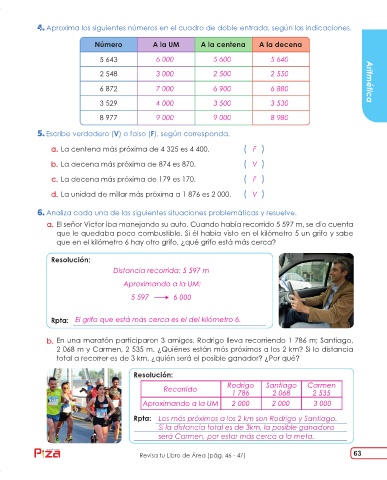 4. Aproxima los siguientes números en el cuadro de doble entrada, según las indicaciones.
Número A la UM A la centena A la decena
5 643 6 000 5 600 5 640
2 548 3 000 2 500 2 550
6 872 7 000 6 900 6 880
3 529 4 000 3 500 3 530
8 977 9 000 9 000 8 980
Aritmética
5. Escribe verdadero (V) o falso (F), según corresponda.
a. La centena más próxima de 4 325 es 4 400. ( F )
b. La decena más próxima de 874 es 870. ( V )
c. La decena más próxima de 179 es 170. ( F )
d. La unidad de millar más próxima a 1 876 es 2 000. ( V )
6. Analiza cada una de las siguientes situaciones problemáticas y resuelve.
a. El señor Víctor iba manejando su auto. Cuando había recorrido 5 597 m, se dio cuenta
que le quedaba poco combustible. Si él había visto en el kilómetro 5 un grifo y sabe
que en el kilómetro 6 hay otro grifo, ¿qué grifo está más cerca?
Resolución:
Distancia recorrida: 5 597 m
Aproximando a la UM:
5 597 → 6 000
Rpta: El grifo que está más cerca es el del kilómetro 6.
b. En una maratón participaron 3 amigos. Rodrigo lleva recorriendo 1 786 m; Santiago,
2 068 m y Carmen, 2 535 m. ¿Quiénes están más próximos a los 2 km? Si la distancia
total a recorrer es de 3 km, ¿quién será el posible ganador? ¿Por qué?
Resolución:
Recorrido Rodrigo 1 786 Santiago 2 068 Carmen 2 535
Aproximando a la UM 2 000 2 000 3 000
Rpta: Los más próximos a los 2 km son Rodrigo y Santiago.
Si la distancia total es de 3km, la posible ganadora
será Carmen, por estar más cerca a la meta.
Revisa tu Libro de Área (pág. 46 - 47)
63